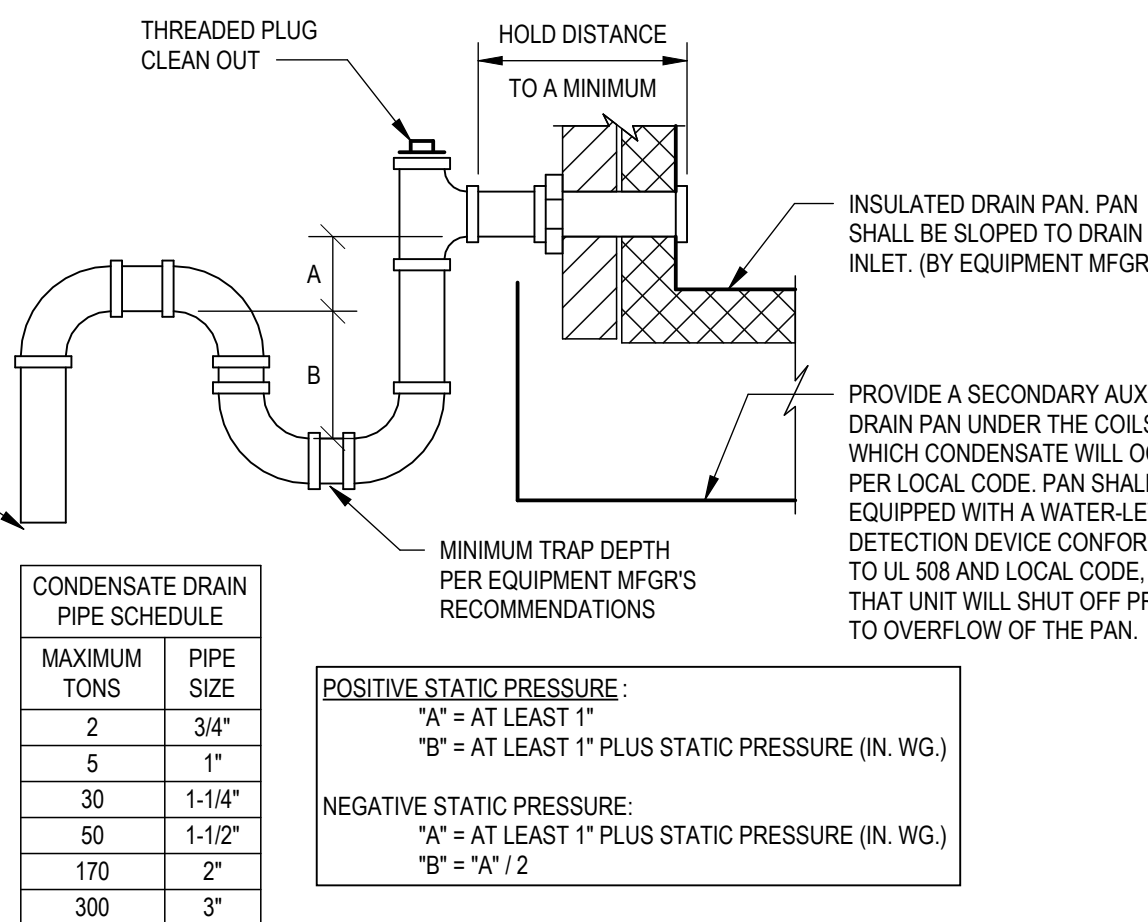 THREADED PLUG
CLEAN OUT
HOLD DISTANCE
TO A MINIMUM
INSULATED DRAIN PAN. PAN
SHALL BE SLOPED TO DRAIN
INLET. (BY EQUIPMENT MFGR
A
B
PROVIDE A SECONDARY AUX
DRAIN PAN UNDER THE COILS
WHICH CONDENSATE WILL
PER LOCAL CODE. PAN SHALL
EQUIPPED WITH A
DETECTION DEVICE
TO UL 508 AND LOCAL CODE,
THAT UNIT WILL SHUT OFF
TO OVERFLOW OF THE PAN.
MINIMUM TRAP DEPTH
PER EQUIPMENT MFGR'S
RECOMMENDATIONS
CONDENSATE DRAIN
PIPE SCHEDULE
MAXIMUM TONS PIPE SIZE
2 3/4"
5 1"
30 1-1/4"
50 1-1/2"
170 2"
300 3"
POSITIVE STATIC PRESSURE:
"A" = AT LEAST 1"
"B" = AT LEAST 1" PLUS STATIC PRESSURE (IN. WG.)
NEGATIVE STATIC PRESSURE:
"A" = AT LEAST 1" PLUS STATIC PRESSURE (IN. WG.)
"B" = "A" / 2